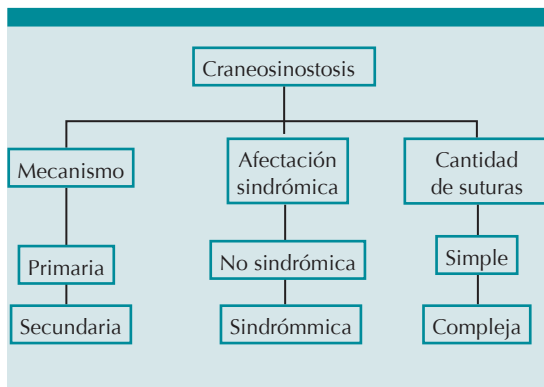 Craneosinostosis
Mecanismo
Afectación
sindrómica
Cantidad
de suturas
Primaria
No sindrómica
Simple
Secundaria
Sindrómmica
Compleja